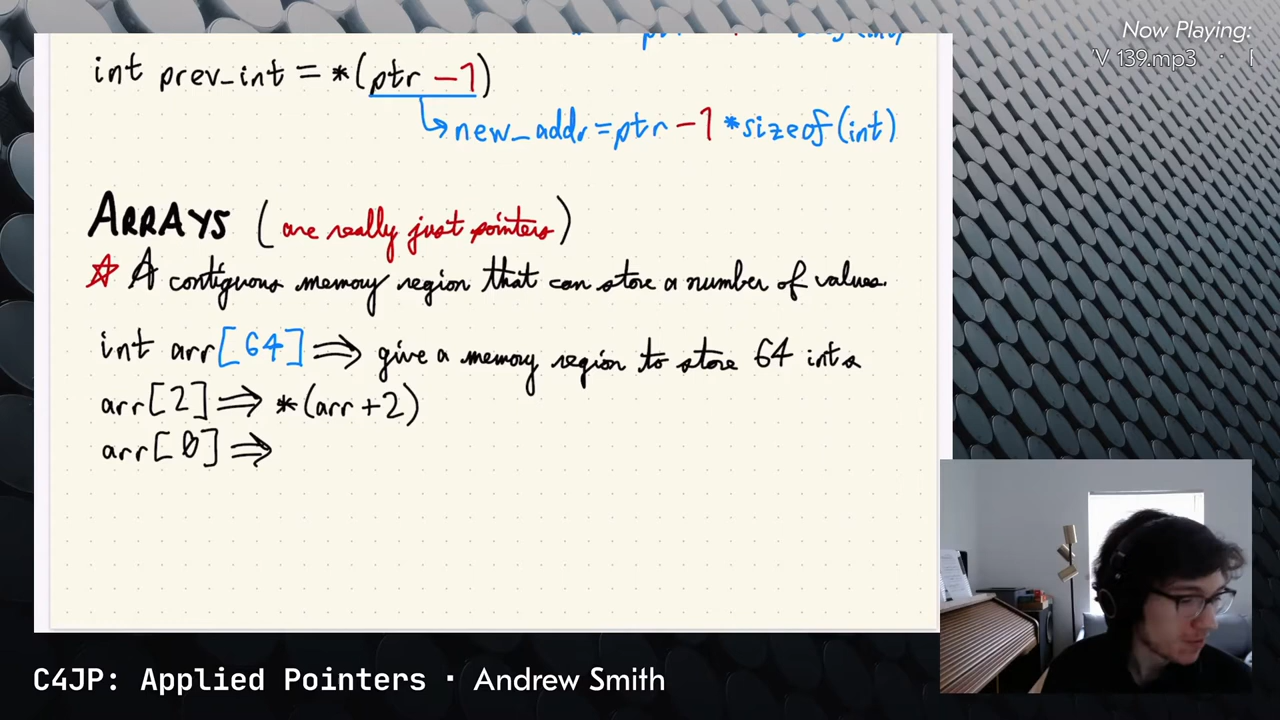 Now Playing:
V 139.mp3 · I
int prev_int = *(ptr -1)
new_addr=ptr -1 *sizeof(int)
ARRAYS (are really just pointers)
A contiguous memory region that can store a number of values.
int arr[64] ⇒ give a memory region to store 64 ints
arr[2] ⇒ *(arr+2)
arr[0] ⇒
C4JP: Applied Pointers · Andrew Smith